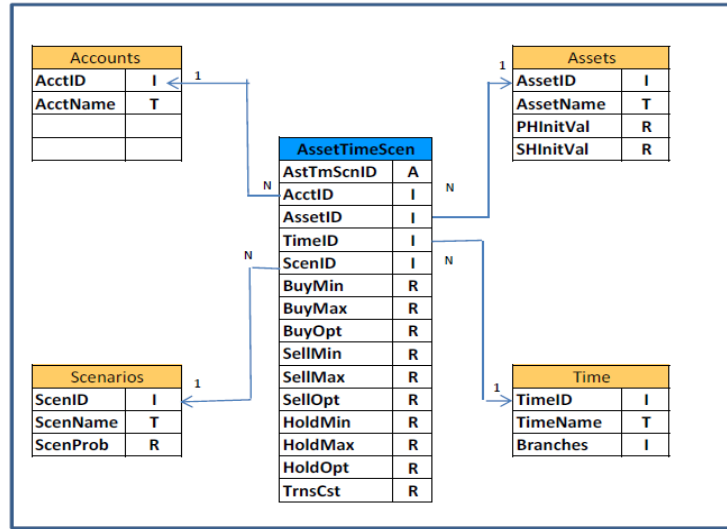 Accounts
AcctID I
AcctName T
1
Assets
AssetID I
AssetName T
PHInitVal R
SHInitVal R
1
AssetTimeScen
AstTmScnID A
AcctID I
AssetID I
TimeID I
ScenID I
BuyMin R
BuyMax R
BuyOpt R
SellMin R
SellMax R
SellOpt R
HoldMin R
HoldMax R
HoldOpt R
TrnsCst R
N
N
N
N
Scenarios
ScenID I
ScenName T
ScenProb R
1
Time
TimeID I
TimeName T
Branches I
1